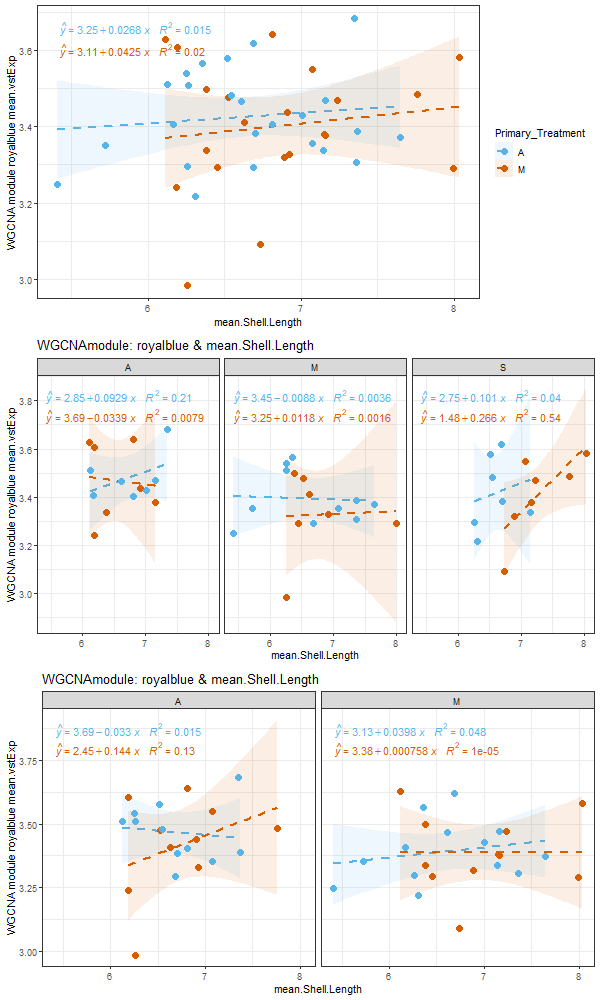 ŷ = 3.25 + 0.0268 x R² = 0.015
ŷ = 3.11 + 0.0425 x R² = 0.02
3.6
3.4
3.2
3.0
WGCNA module royalblue mean.vstExp
6
7
8
mean.Shell.Length
Primary_Treatment
A
M
WGCNAmodule: royalblue & mean.Shell.Length
A
M
S
ŷ = 2.85 + 0.0929 x R² = 0.21
ŷ = 3.69 − 0.0339 x R² = 0.0079
ŷ = 3.45 − 0.0088 x R² = 0.0036
ŷ = 3.25 + 0.0118 x R² = 0.0016
ŷ = 2.75 + 0.101 x R² = 0.04
ŷ = 1.48 + 0.266 x R² = 0.54
3.8
3.6
3.4
3.2
3.0
WGCNA module royalblue mean.vstExp
6
7
8
6
7
8
6
7
8
mean.Shell.Length
WGCNAmodule: royalblue & mean.Shell.Length
A
M
ŷ = 3.69 − 0.033 x R² = 0.015
ŷ = 2.45 + 0.144 x R² = 0.13
ŷ = 3.13 + 0.0398 x R² = 0.048
ŷ = 3.38 + 0.000758 x R² = 1e-05
3.75
3.50
3.25
3.00
WGCNA module royalblue mean.vstExp
6
7
8
6
7
8
mean.Shell.Length